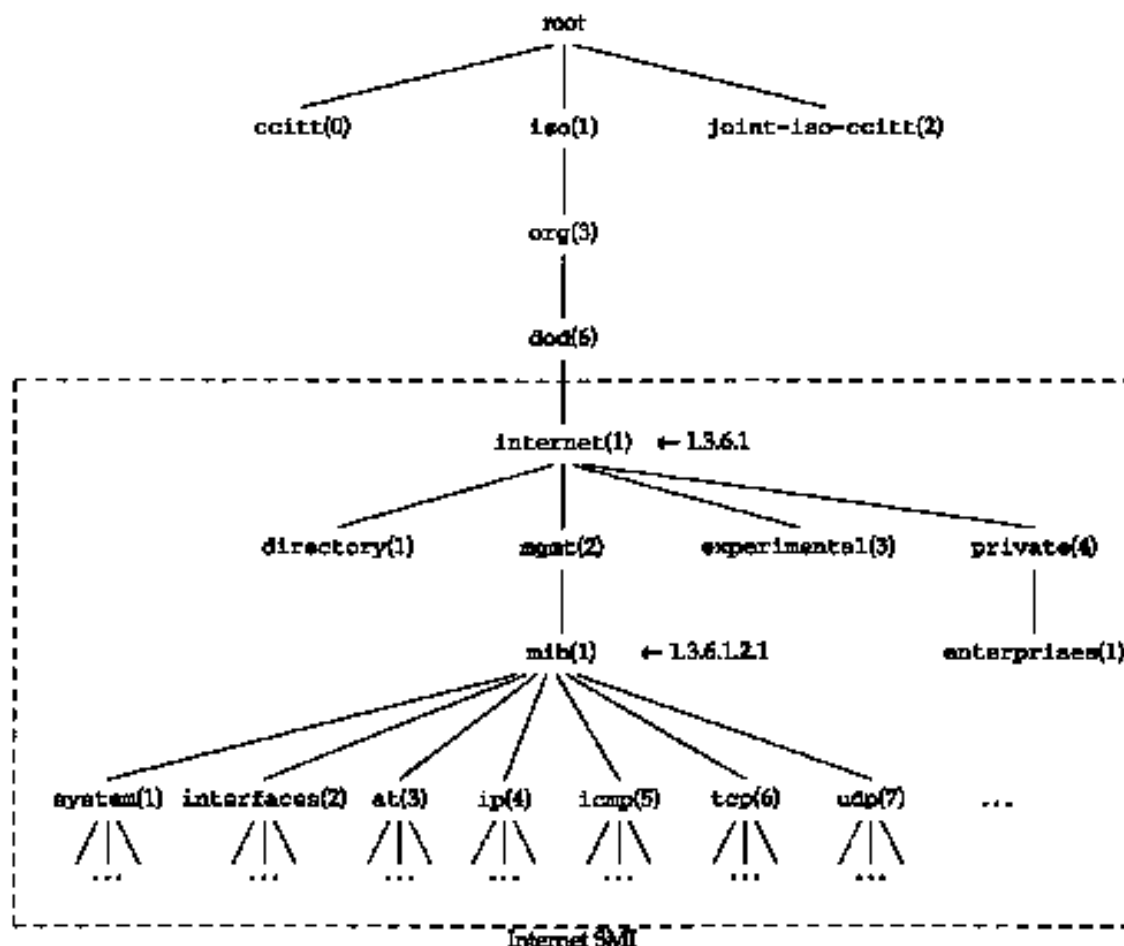 root
ccitt(0) iso(1) joint-iso-ccitt(2)
org(3)
dod(6)
internet(1) ← 1.3.6.1
directory(1) mgmt(2) experimental(3) private(4)
mib(1) ← 1.3.6.1.2.1 enterprises(1)
system(1) interfaces(2) at(3) ip(4) icmp(5) tcp(6) udp(7) ...
... ... ... ... ... ... ...
Internet SMI